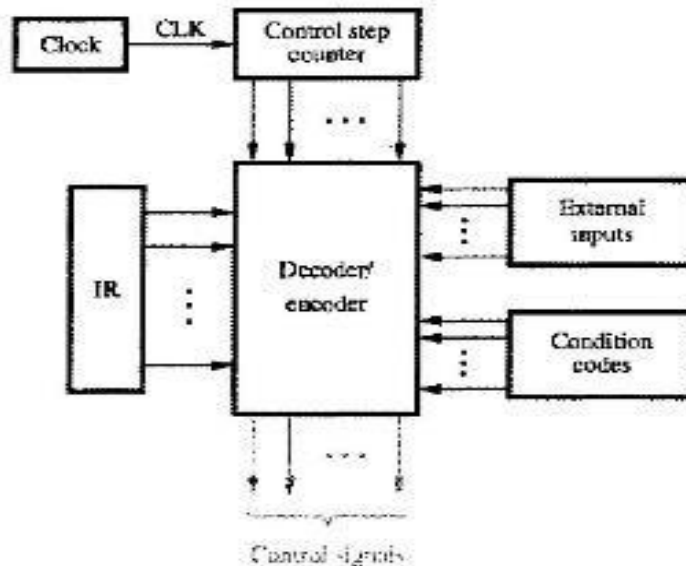 Clock
CLK
Control step
counter
IR
Decoder/
encoder
External
inputs
Condition
codes
Control signals